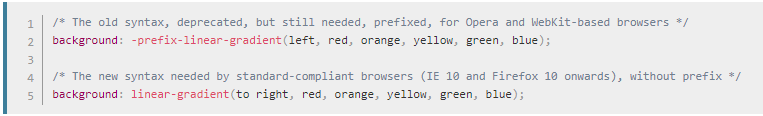 1 /* The old syntax, deprecated, but still needed, prefixed, for Opera and WebKit-based browsers */
2 background: -prefix-linear-gradient(left, red, orange, yellow, green, blue);
3
4 /* The new syntax needed by standard-compliant browsers (IE 10 and Firefox 10 onwards), without prefix */
5 background: linear-gradient(to right, red, orange, yellow, green, blue);